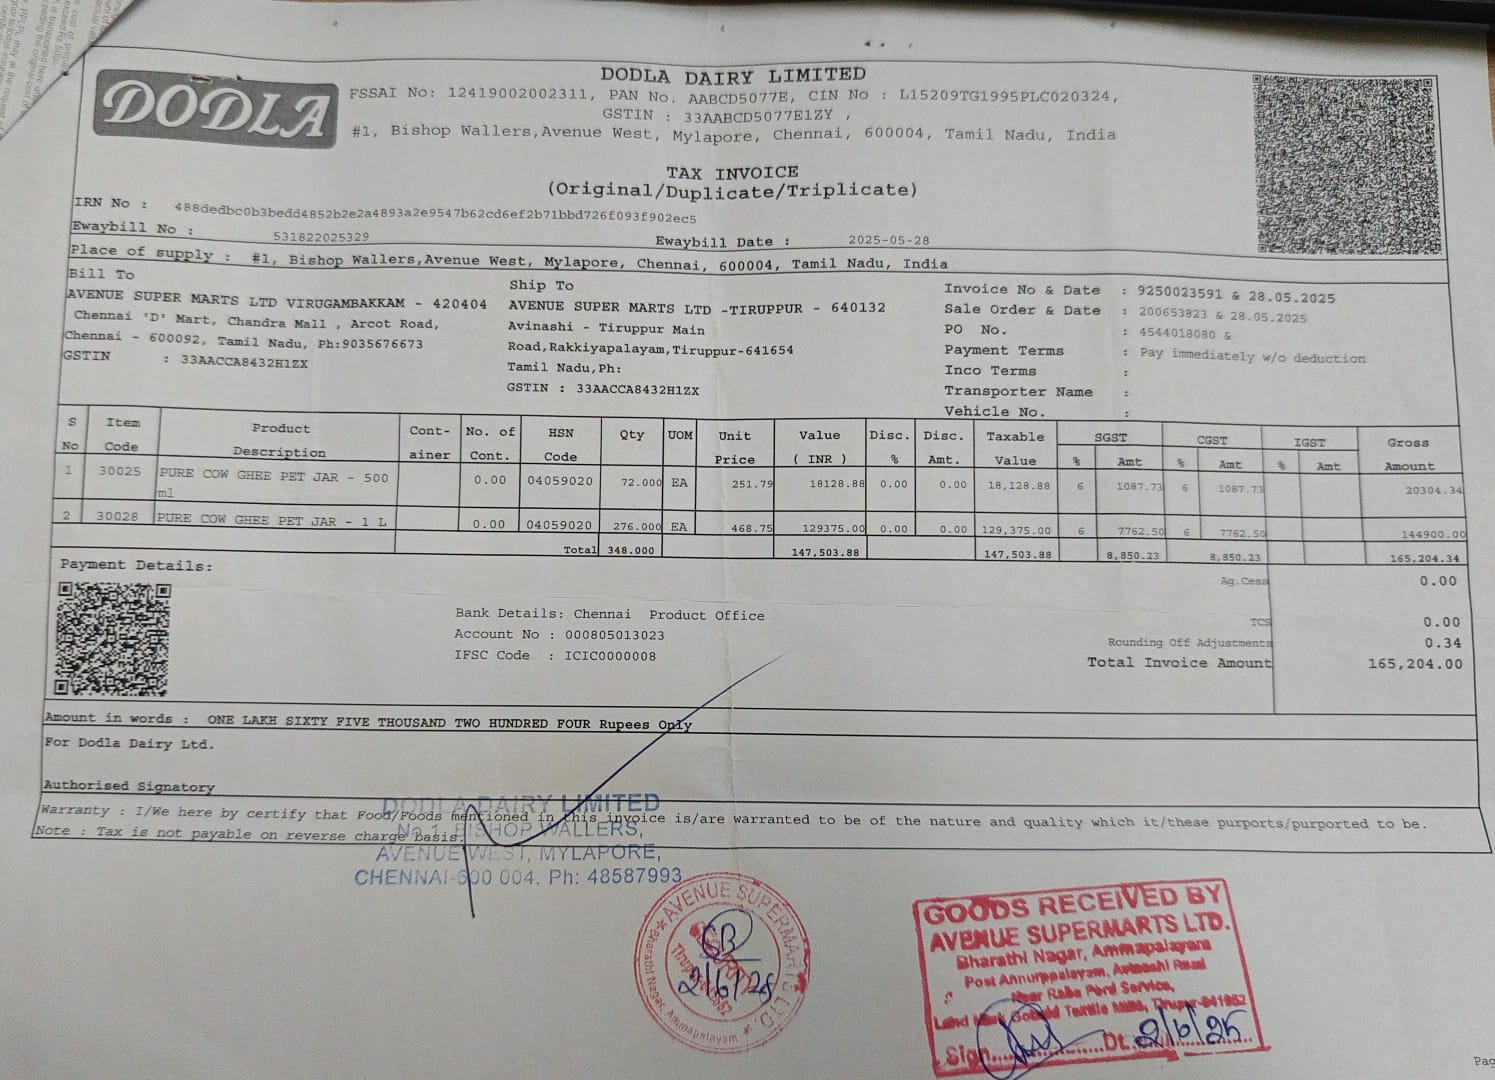 DODLA
DODLA DAIRY LIMITED
FSSAI No: 12419002002311, PAN No. AABCD5077E, CIN No : L15209TG1995PLC020324,
GSTIN : 33AABCD5077E1ZY ,
#1, Bishop Wallers,Avenue West, Mylapore, Chennai, 600004, Tamil Nadu, India
TAX INVOICE
(Original/Duplicate/Triplicate)
IRN No : 488dedbc0b3bedd4852b2e2a4893a2e9547b62cd6ef2b71bbd726f093f902ec5
Ewaybill No : 531822025329 Ewaybill Date : 2025-05-28
Place of supply : #1, Bishop Wallers,Avenue West, Mylapore, Chennai, 600004, Tamil Nadu, India
Bill To
AVENUE SUPER MARTS LTD VIRUGAMBAKKAM - 420404
Chennai 'D' Mart, Chandra Mall , Arcot Road,
Chennai - 600092, Tamil Nadu, Ph:9035676673
GSTIN : 33AACCA8432H1ZX
Ship To
AVENUE SUPER MARTS LTD -TIRUPPUR - 640132
Avinashi - Tiruppur Main
Road,Rakkiyapalayam,Tiruppur-641654
Tamil Nadu,Ph:
GSTIN : 33AACCA8432H1ZX
Invoice No & Date : 9250023591 & 28.05.2025
Sale Order & Date : 200653823 & 28.05.2025
PO No. : 4544018080 &
Payment Terms : Pay immediately w/o deduction
Inco Terms :
Transporter Name :
Vehicle No. :
S No Item Code Product Description Cont-ainer No. of Cont. HSN Code Qty UOM Unit Price Value ( INR ) Disc. % Disc. Amt. Taxable Value SGST % Amt CGST % Amt IGST % Amt Gross Amount
1 30025 PURE COW GHEE PET JAR - 500 ml 0.00 04059020 72.000 EA 251.79 18128.88 0.00 0.00 18,128.88 6 1087.73 6 1087.73 20304.34
2 30028 PURE COW GHEE PET JAR - 1 L 0.00 04059020 276.000 EA 468.75 129375.00 0.00 0.00 129,375.00 6 7762.50 6 7762.50 144900.00
Total 348.000 147,503.88 147,503.88 8,850.23 8,850.23 165,204.34
Payment Details:
Ag.Cess 0.00
Bank Details: Chennai Product Office
Account No : 000805013023
IFSC Code : ICIC0000008
TCS 0.00
Rounding Off Adjustments 0.34
Total Invoice Amount 165,204.00
Amount in words : ONE LAKH SIXTY FIVE THOUSAND TWO HUNDRED FOUR Rupees Only
For Dodla Dairy Ltd.
Authorised Signatory
Warranty : I/We here by certify that Food/Foods mentioned in this invoice is/are warranted to be of the nature and quality which it/these purports/purported to be.
Note : Tax is not payable on reverse charge basis.
DODLA DAIRY LIMITED
No.1, BISHOP WALLERS,
AVENUE WEST, MYLAPORE,
CHENNAI-600 004. Ph: 48587993
AVENUE SUPERMARTS LTD.
Bharathi Nagar, Ammapalayam
2/6/25
GOODS RECEIVED BY
AVENUE SUPERMARTS LTD.
Bharathi Nagar, Ammapalayam
Post Annurppalayam, Avinashi Road
Near Raba Pord Service,
Land Mark Textile Mills, Tirupur-641652
Sign.............Dt. 2/6/25